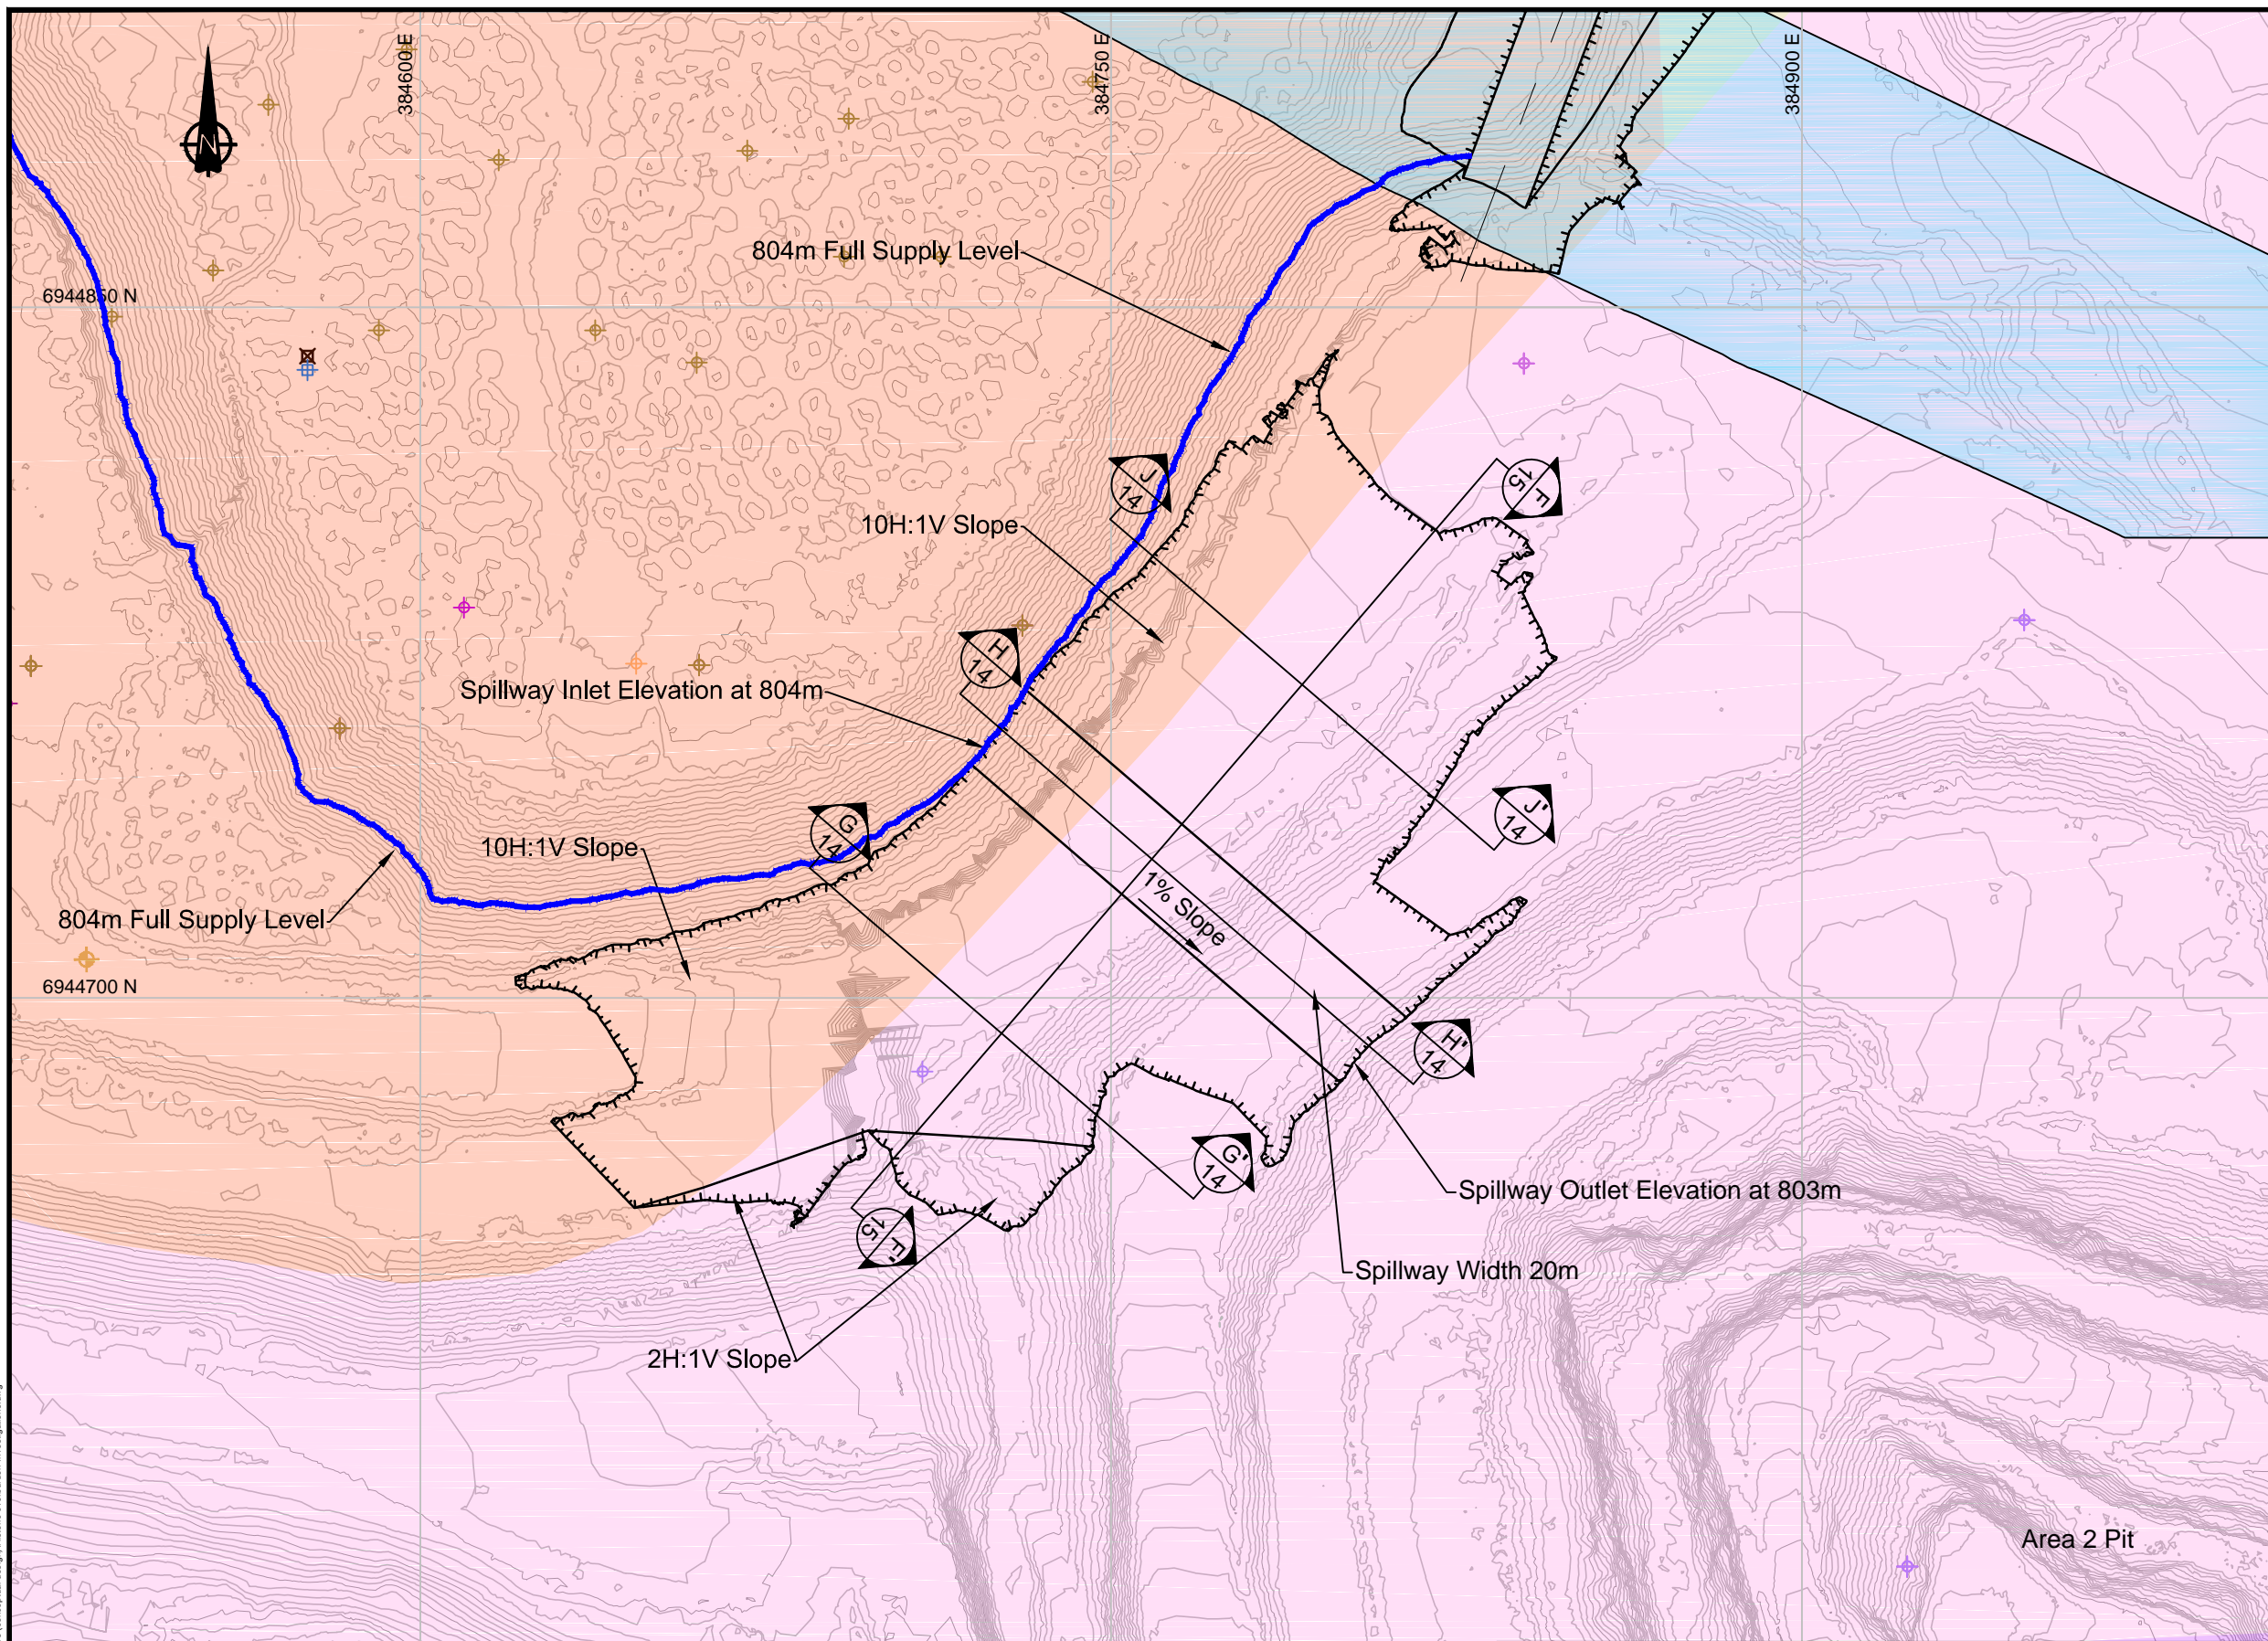 384600 E
384750 E
384900 E
N
804m Full Supply Level
6944850 N
J
14
F
15
10H:1V Slope
H
14
Spillway Inlet Elevation at 804m
J'
14
G
14
10H:1V Slope
1% Slope
804m Full Supply Level
6944700 N
H'
14
G'
14
Spillway Outlet Elevation at 803m
F'
15
Spillway Width 20m
2H:1V Slope
Area 2 Pit